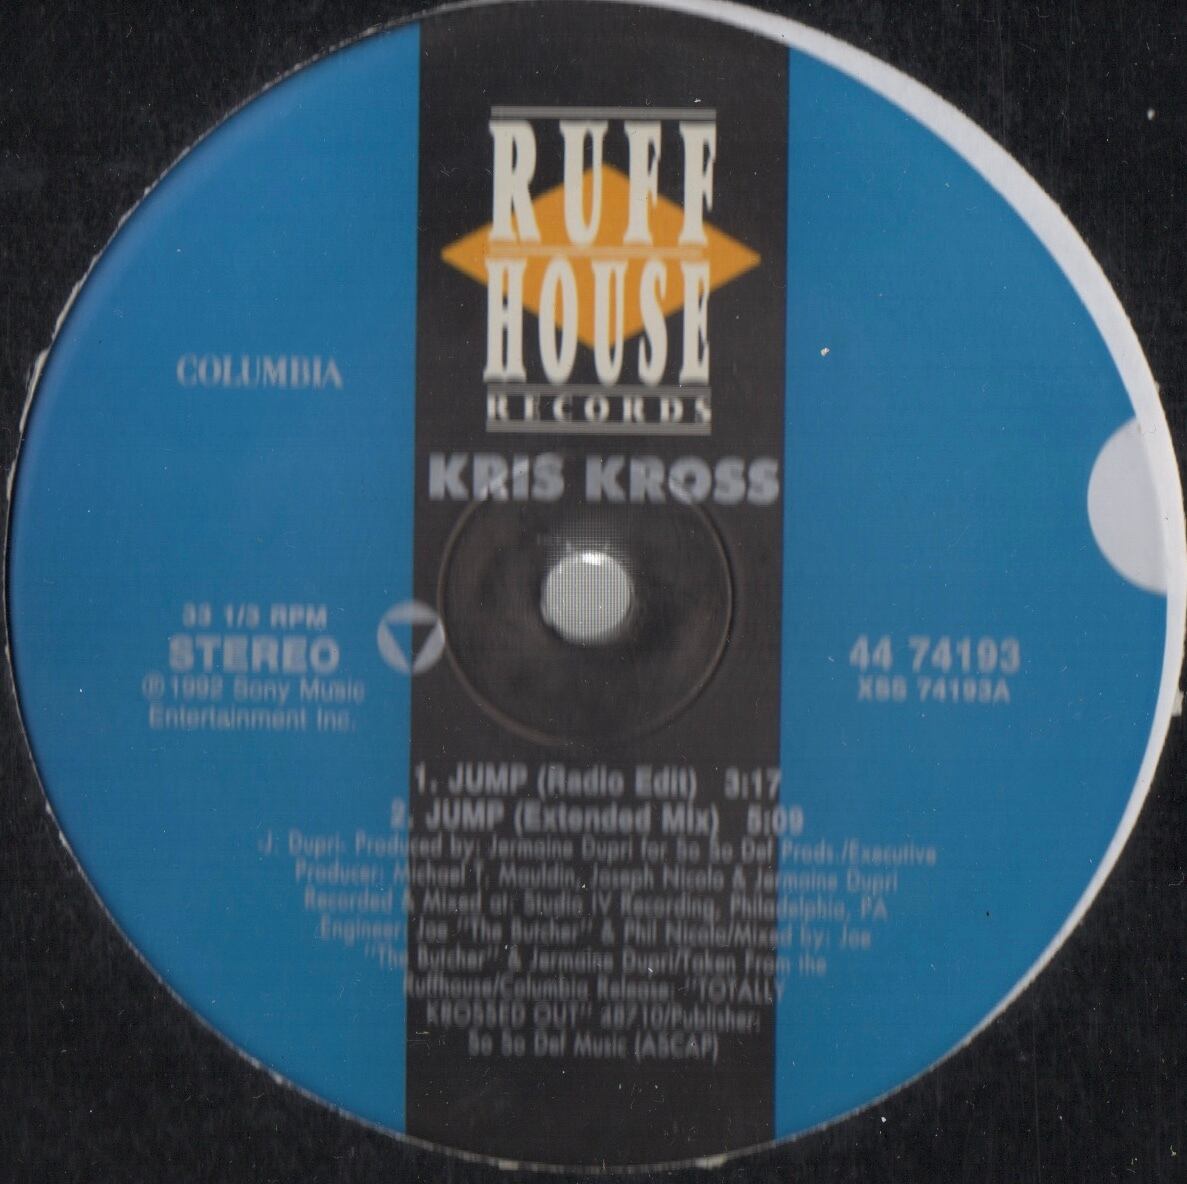 RUFF
HOUSE
RECORDS
COLUMBIA
KRIS KROSS
33 1/3 RPM
STEREO
℗ 1992 Sony Music
Entertainment Inc.
44 74193
XSS 74193A
1. JUMP (Radio Edit) 3:17
2. JUMP (Extended Mix) 5:09
-J. Dupri- Produced by: Jermaine Dupri for So So Def Prods./Executive
Producer: Michael T. Mauldin, Joseph Nicolo & Jermaine Dupri
Recorded & Mixed at: Studio IV Recording, Philadelphia, PA
Engineer: Joe "The Butcher" & Phil Nicolo/Mixed by: Joe
"The Butcher" & Jermaine Dupri/Taken From the
Ruffhouse/Columbia Release, "TOTALLY
KROSSED OUT" 48710/Publisher:
So So Def Music (ASCAP)